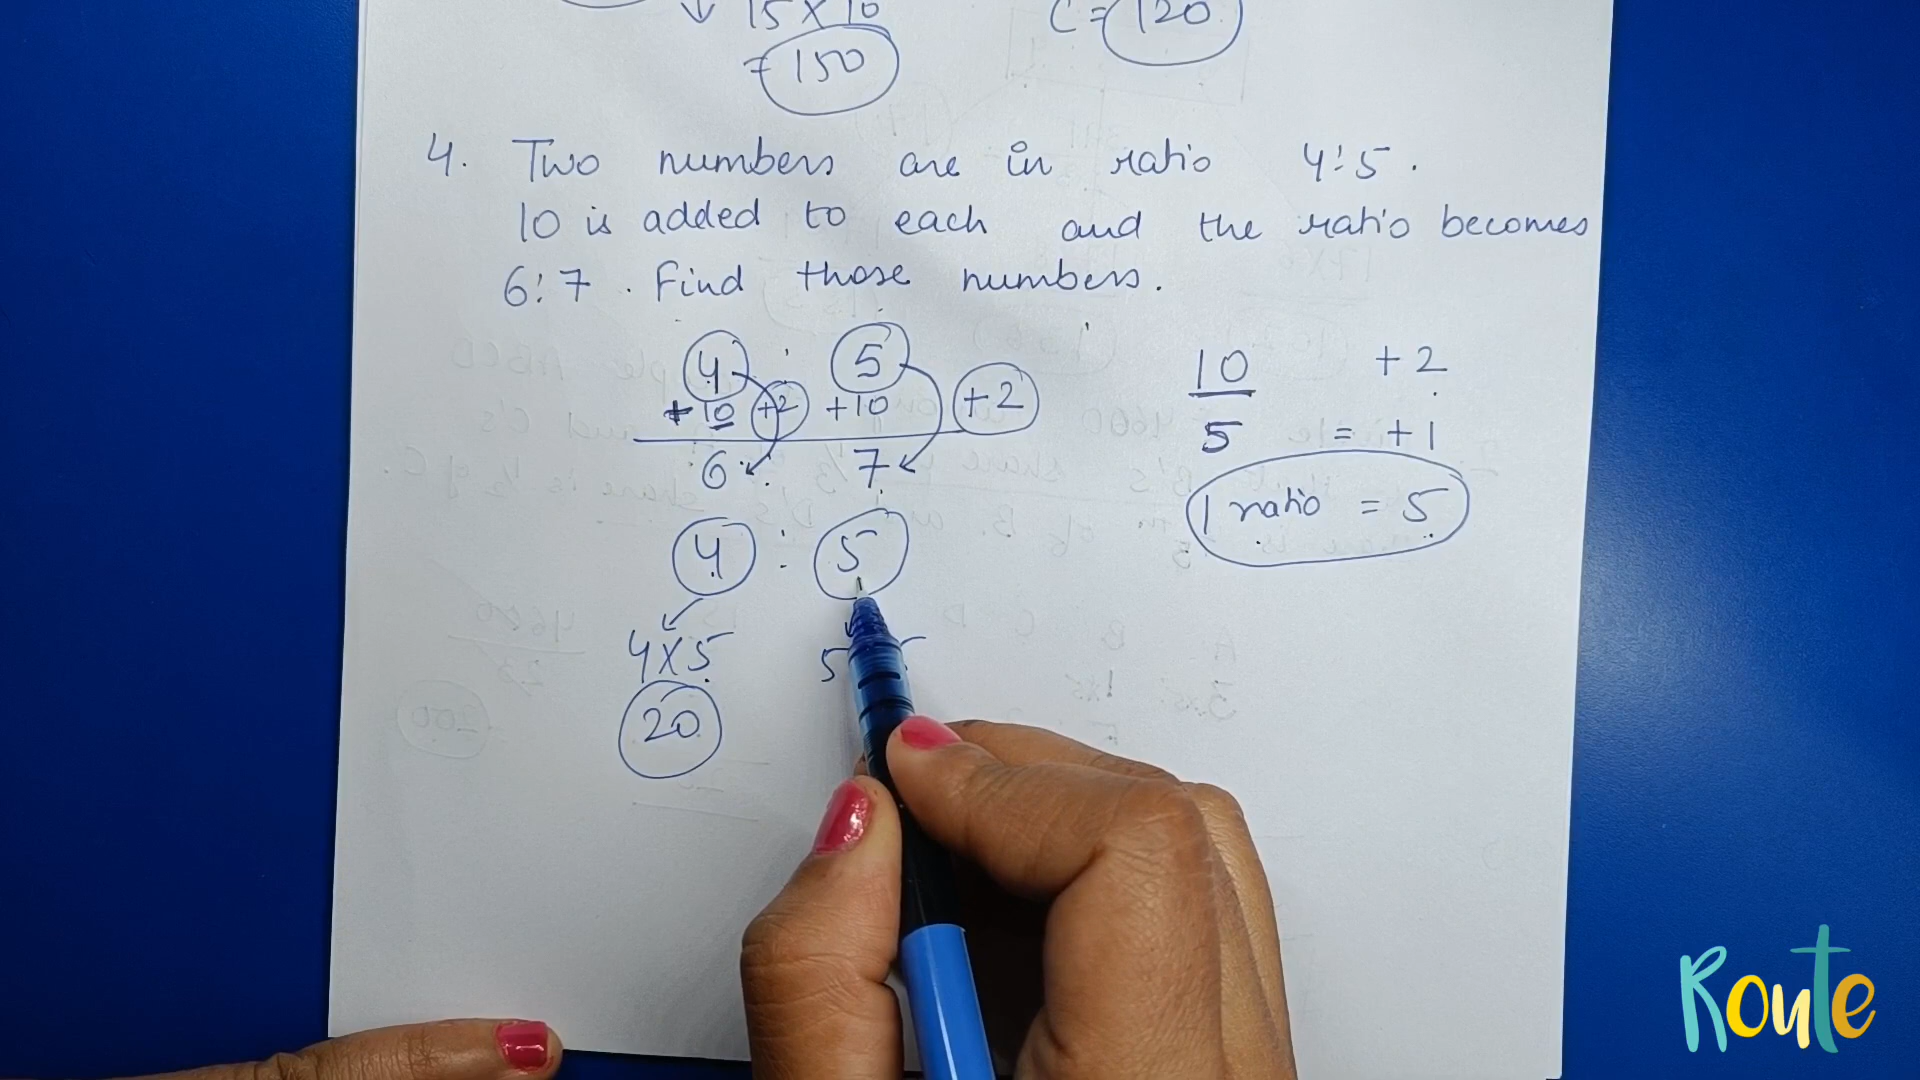 15 X 10
= 150
C = 120
4. Two numbers are in ratio 4:5.
10 is added to each and the ratio becomes
6:7. Find those numbers.
4 : 5
+10 +2 +10 +2
6 : 7
4 : 5
4X5 5
20
10 +2
5 = +1
1 ratio = 5
Route